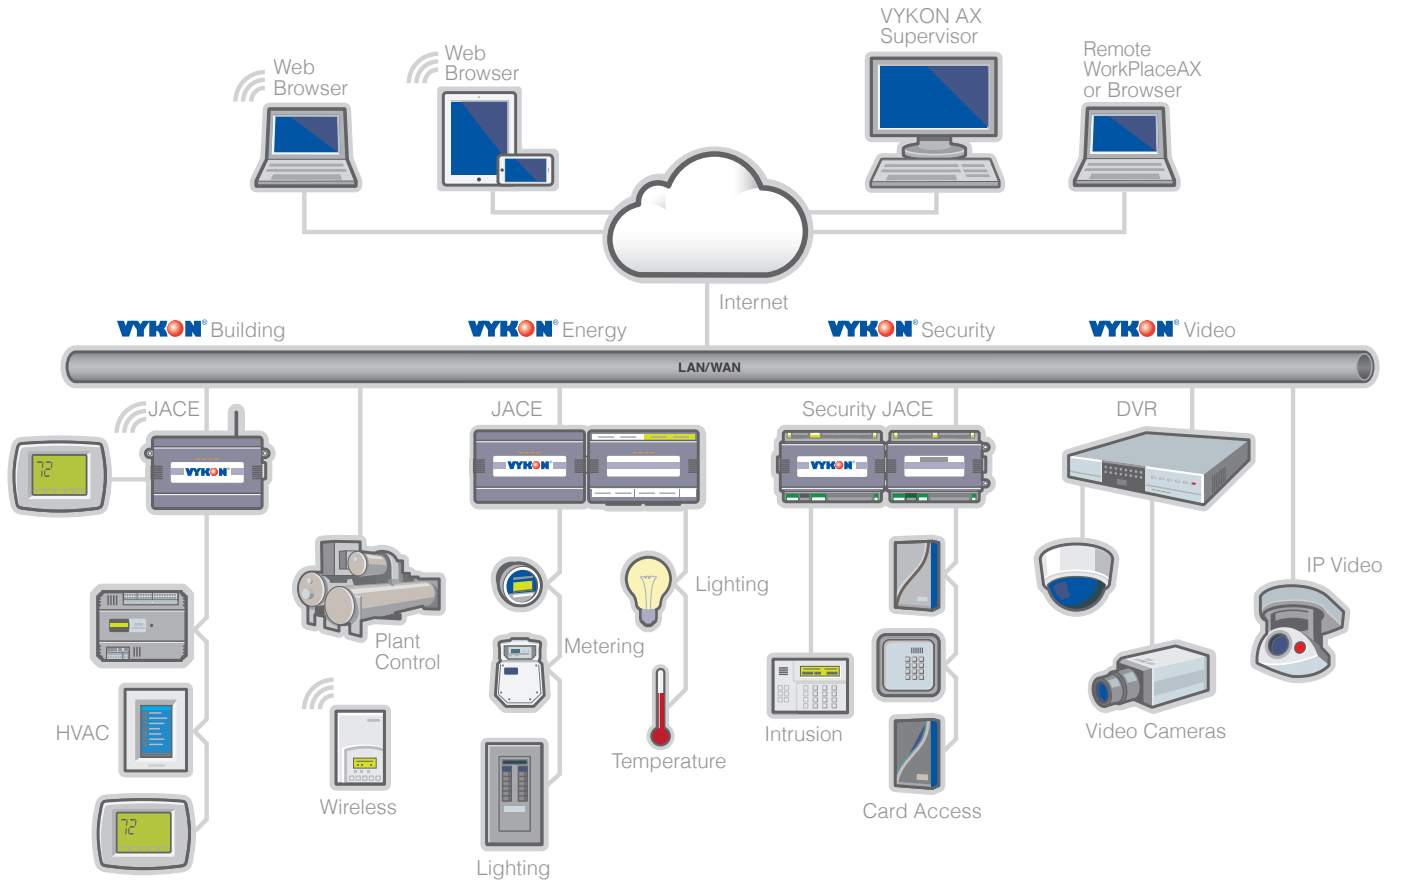 VYKON AX
Supervisor
Web
Browser
Web
Browser
Remote
WorkPlaceAX
or Browser
Internet
VYKON® Building
VYKON® Energy
VYKON® Security
VYKON® Video
LAN/WAN
JACE
JACE
Security JACE
DVR
72
VYKON
VYKON
VYKON
IP Video
Lighting
Plant
Control
Metering
HVAC
Intrusion
Video Cameras
Temperature
Wireless
Card Access
72
Lighting